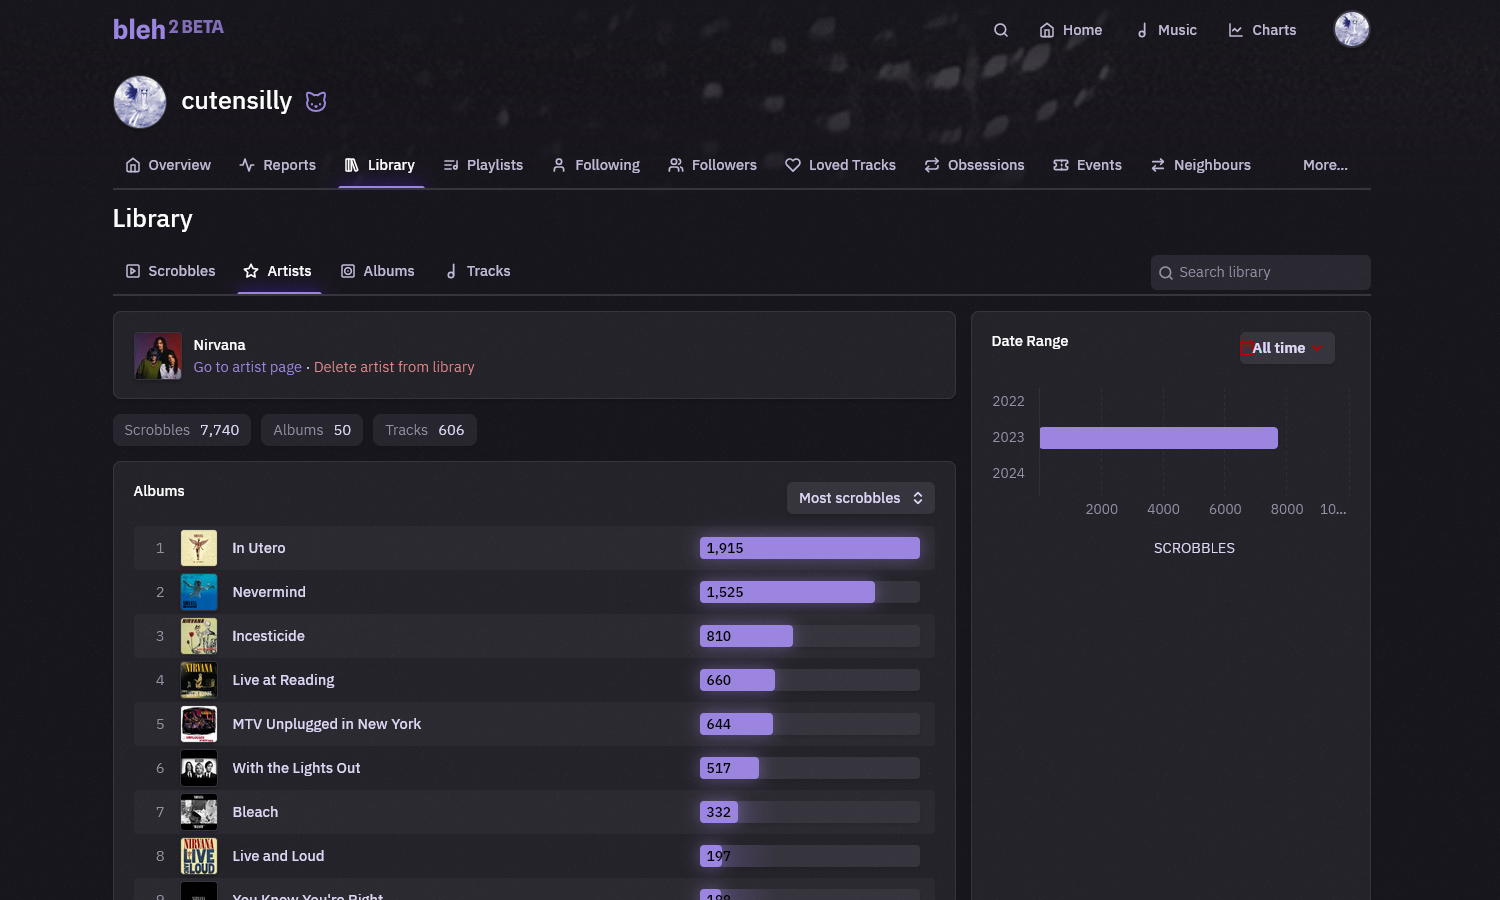 bleh 2 BETA
Home
Music
Charts
cutensilly
Overview
Reports
Library
Playlists
Following
Followers
Loved Tracks
Obsessions
Events
Neighbours
More...
Library
Scrobbles
Artists
Albums
Tracks
Search library
Nirvana
Go to artist page · Delete artist from library
Scrobbles 7,740
Albums 50
Tracks 606
Albums
Most scrobbles
1 In Utero 1,915
2 Nevermind 1,525
3 Incesticide 810
4 Live at Reading 660
5 MTV Unplugged in New York 644
6 With the Lights Out 517
7 Bleach 332
8 Live and Loud 197
You Know You're Right
Date Range
All time
2022
2023
2024
2000 4000 6000 8000 10...
SCROBBLES